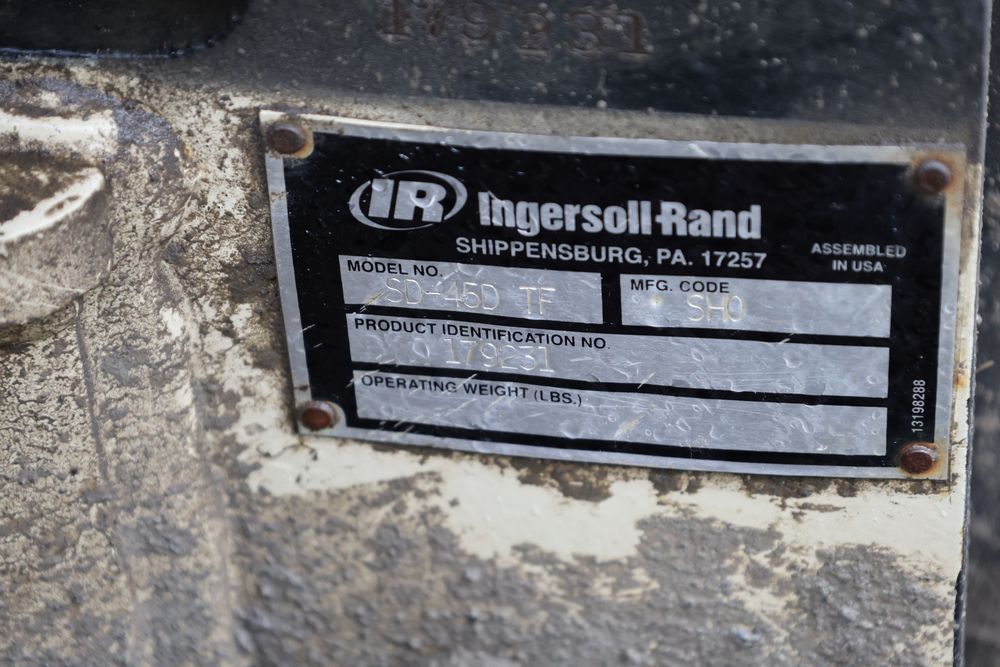 179231
IR Ingersoll-Rand
SHIPPENSBURG, PA. 17257
ASSEMBLED
IN USA
MODEL NO.
SD-45D TF
MFG. CODE
SH0
PRODUCT IDENTIFICATION NO.
179231
OPERATING WEIGHT (LBS.)
13198288